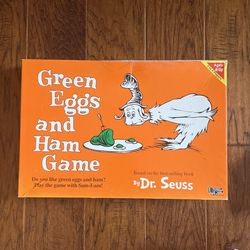 Green
Eggs
and
Ham
Game
Do you like green eggs and ham?
Play the game with Sam-I-am!
Based on the best-selling book
by Dr. Seuss